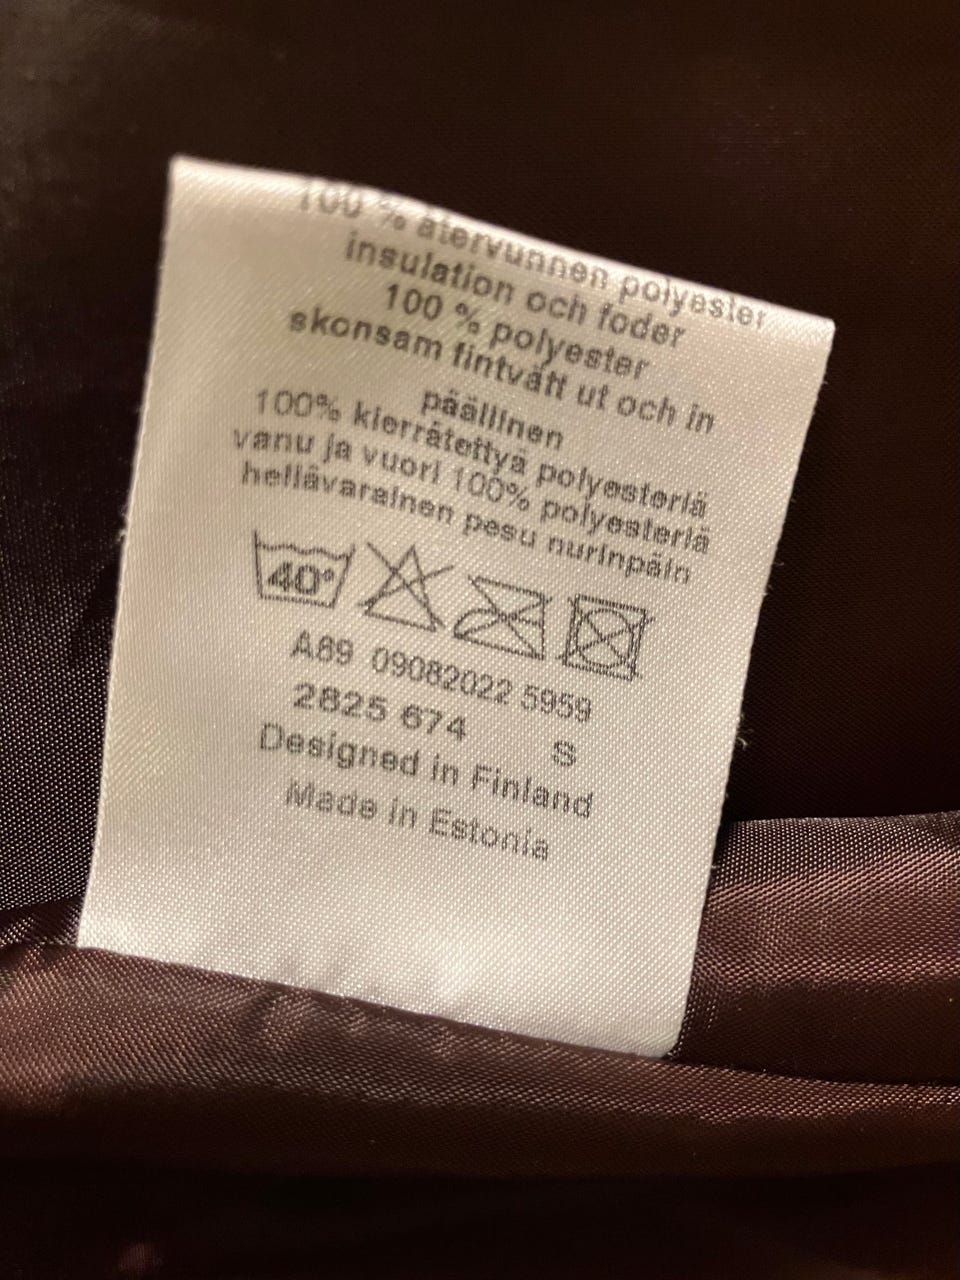 100 % återvunnen polyester
insulation och foder
100 % polyester
skonsam fintvätt ut och in
päällinen
100% kierrätettyä polyesteriä
vanu ja vuori 100% polyesteriä
hellävarainen pesu nurinpäin
40°
A89 09082022 5959
2825 674 S
Designed in Finland
Made in Estonia